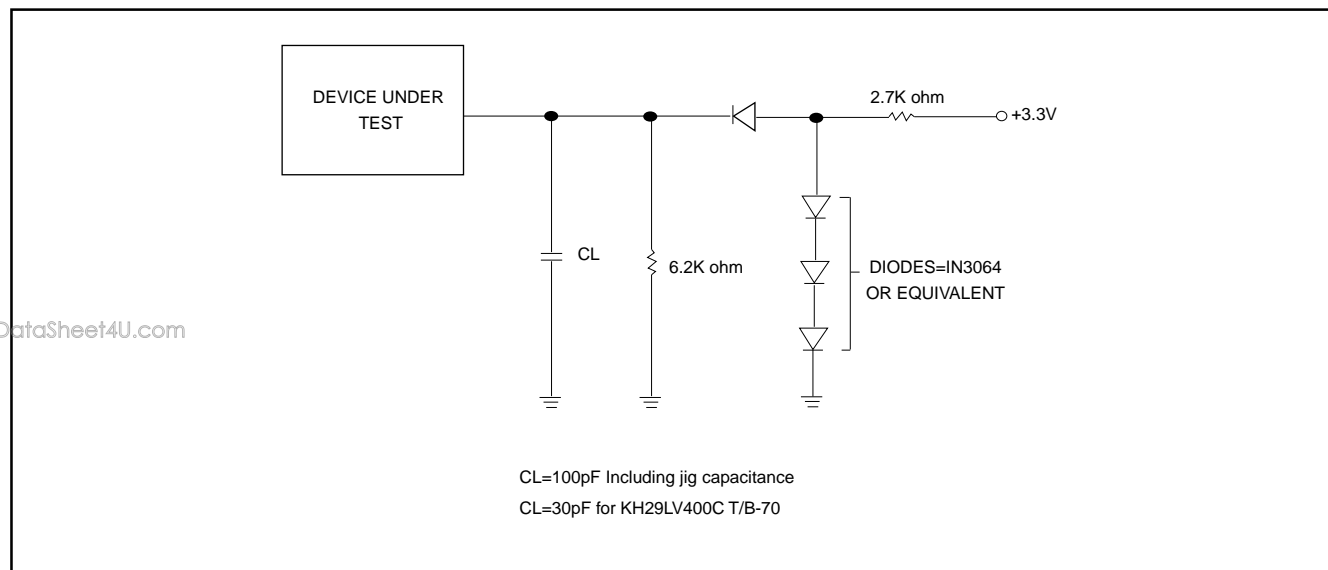 DEVICE UNDER
TEST
2.7K ohm
+3.3V
CL
6.2K ohm
DIODES=IN3064
OR EQUIVALENT
DataSheet4U.com
CL=100pF Including jig capacitance
CL=30pF for KH29LV400C T/B-70